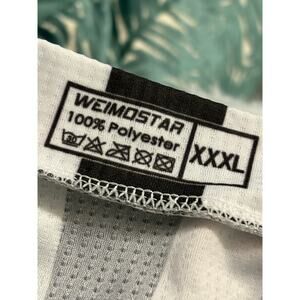 WEIMOSTAR
100% Polyester
XXXL